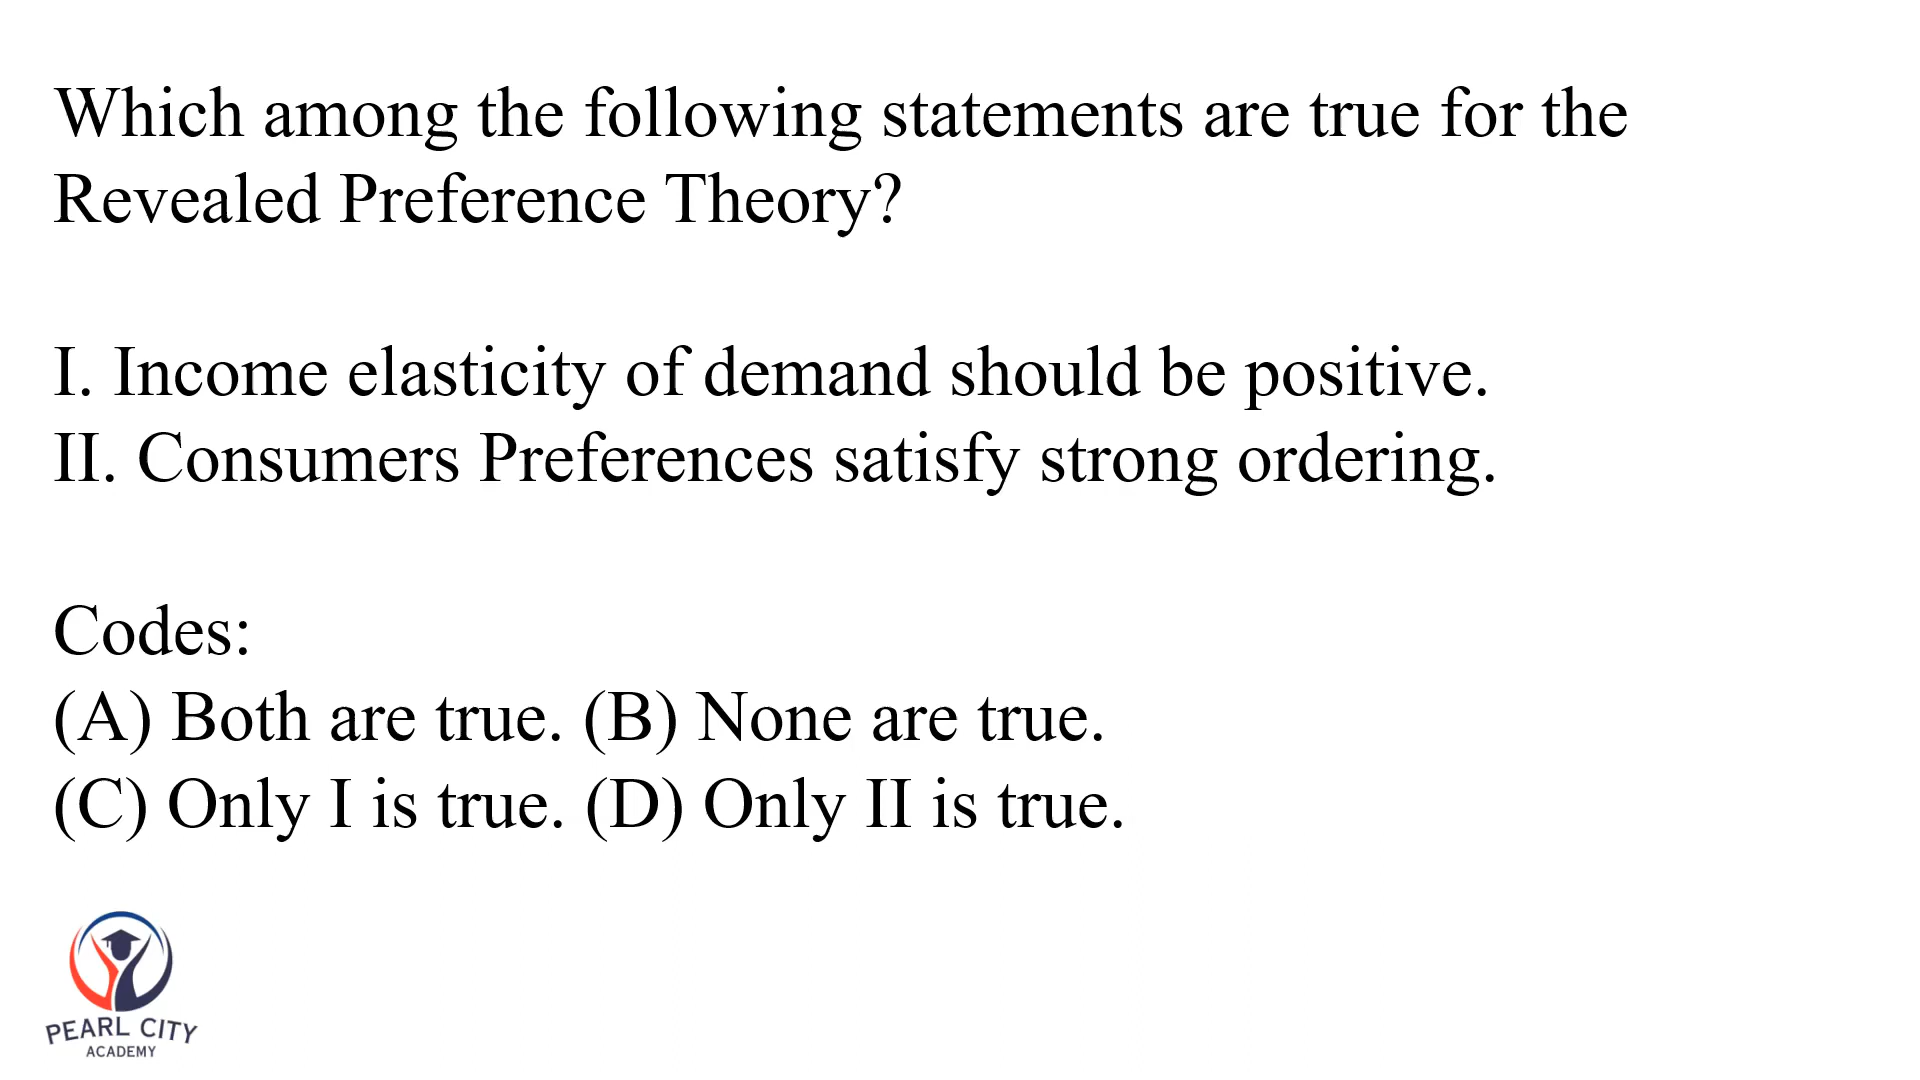 Which among the following statements are true for the
Revealed Preference Theory?
I. Income elasticity of demand should be positive.
II. Consumers Preferences satisfy strong ordering.
Codes:
(A) Both are true. (B) None are true.
(C) Only I is true. (D) Only II is true.
PEARL CITY
ACADEMY